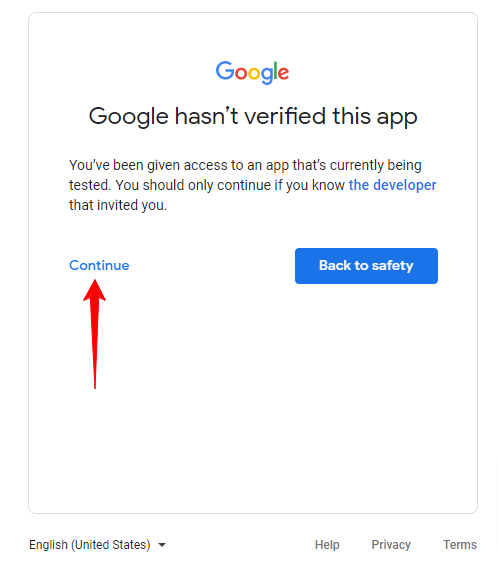 Google
Google hasn't verified this app
You've been given access to an app that's currently being
tested. You should only continue if you know the developer
that invited you.
Continue
Back to safety
English (United States)
Help
Privacy
Terms